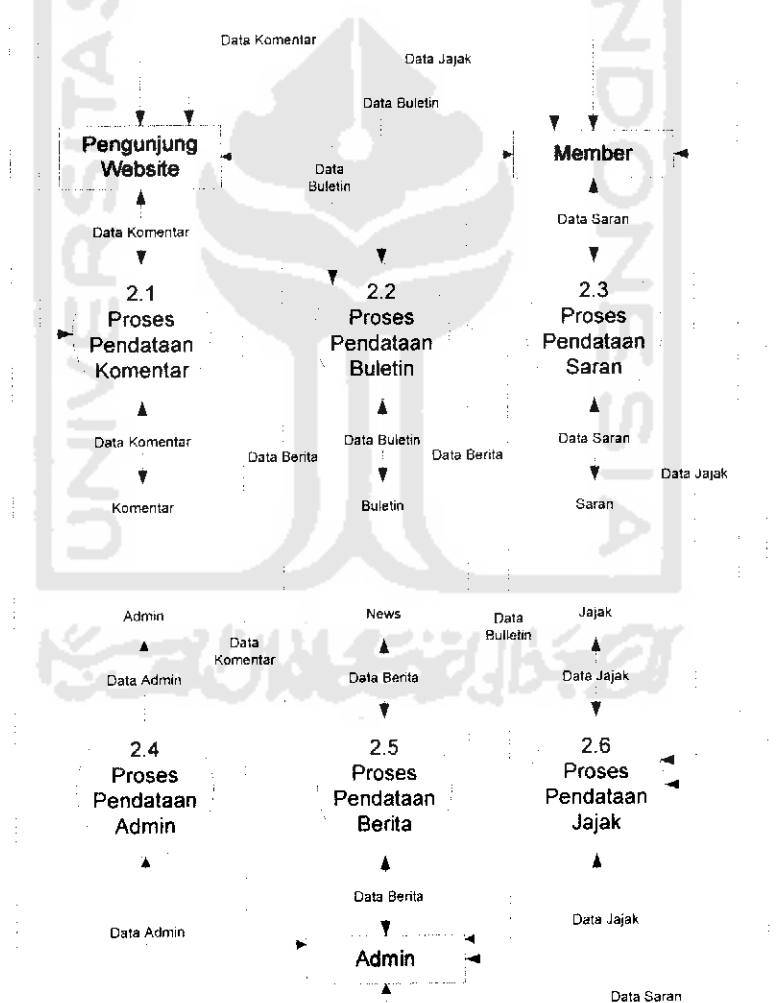 Data Komentar
Data Jajak
Data Buletin
Pengunjung
Website
Member
Data
Buletin
Data Komentar
Data Saran
2.1
Proses
Pendataan
Komentar
2.2
Proses
Pendataan
Buletin
2.3
Proses
Pendataan
Saran
Data Komentar
Data Berita
Data Buletin
Data Berita
Data Saran
Data Jajak
Komentar
Buletin
Saran
Admin
News
Data
Bulletin
Jajak
Data
Komentar
Data Admin
Data Berita
Data Jajak
2.4
Proses
Pendataan
Admin
2.5
Proses
Pendataan
Berita
2.6
Proses
Pendataan
Jajak
Data Berita
Data Admin
Data Jajak
Admin
Data Saran
UNIVERSITAS
INDONESIA